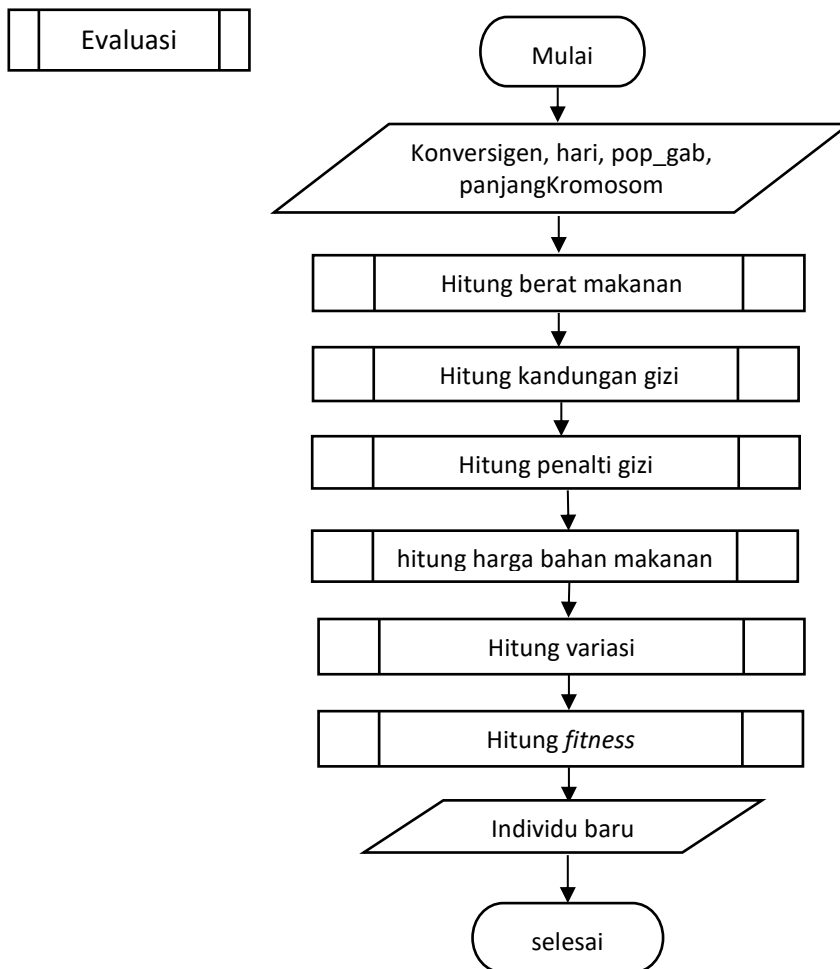 Evaluasi
Mulai
Konversigen, hari, pop_gab,
panjangKromosom
Hitung berat makanan
Hitung kandungan gizi
Hitung penalti gizi
hitung harga bahan makanan
Hitung variasi
Hitung fitness
Individu baru
selesai